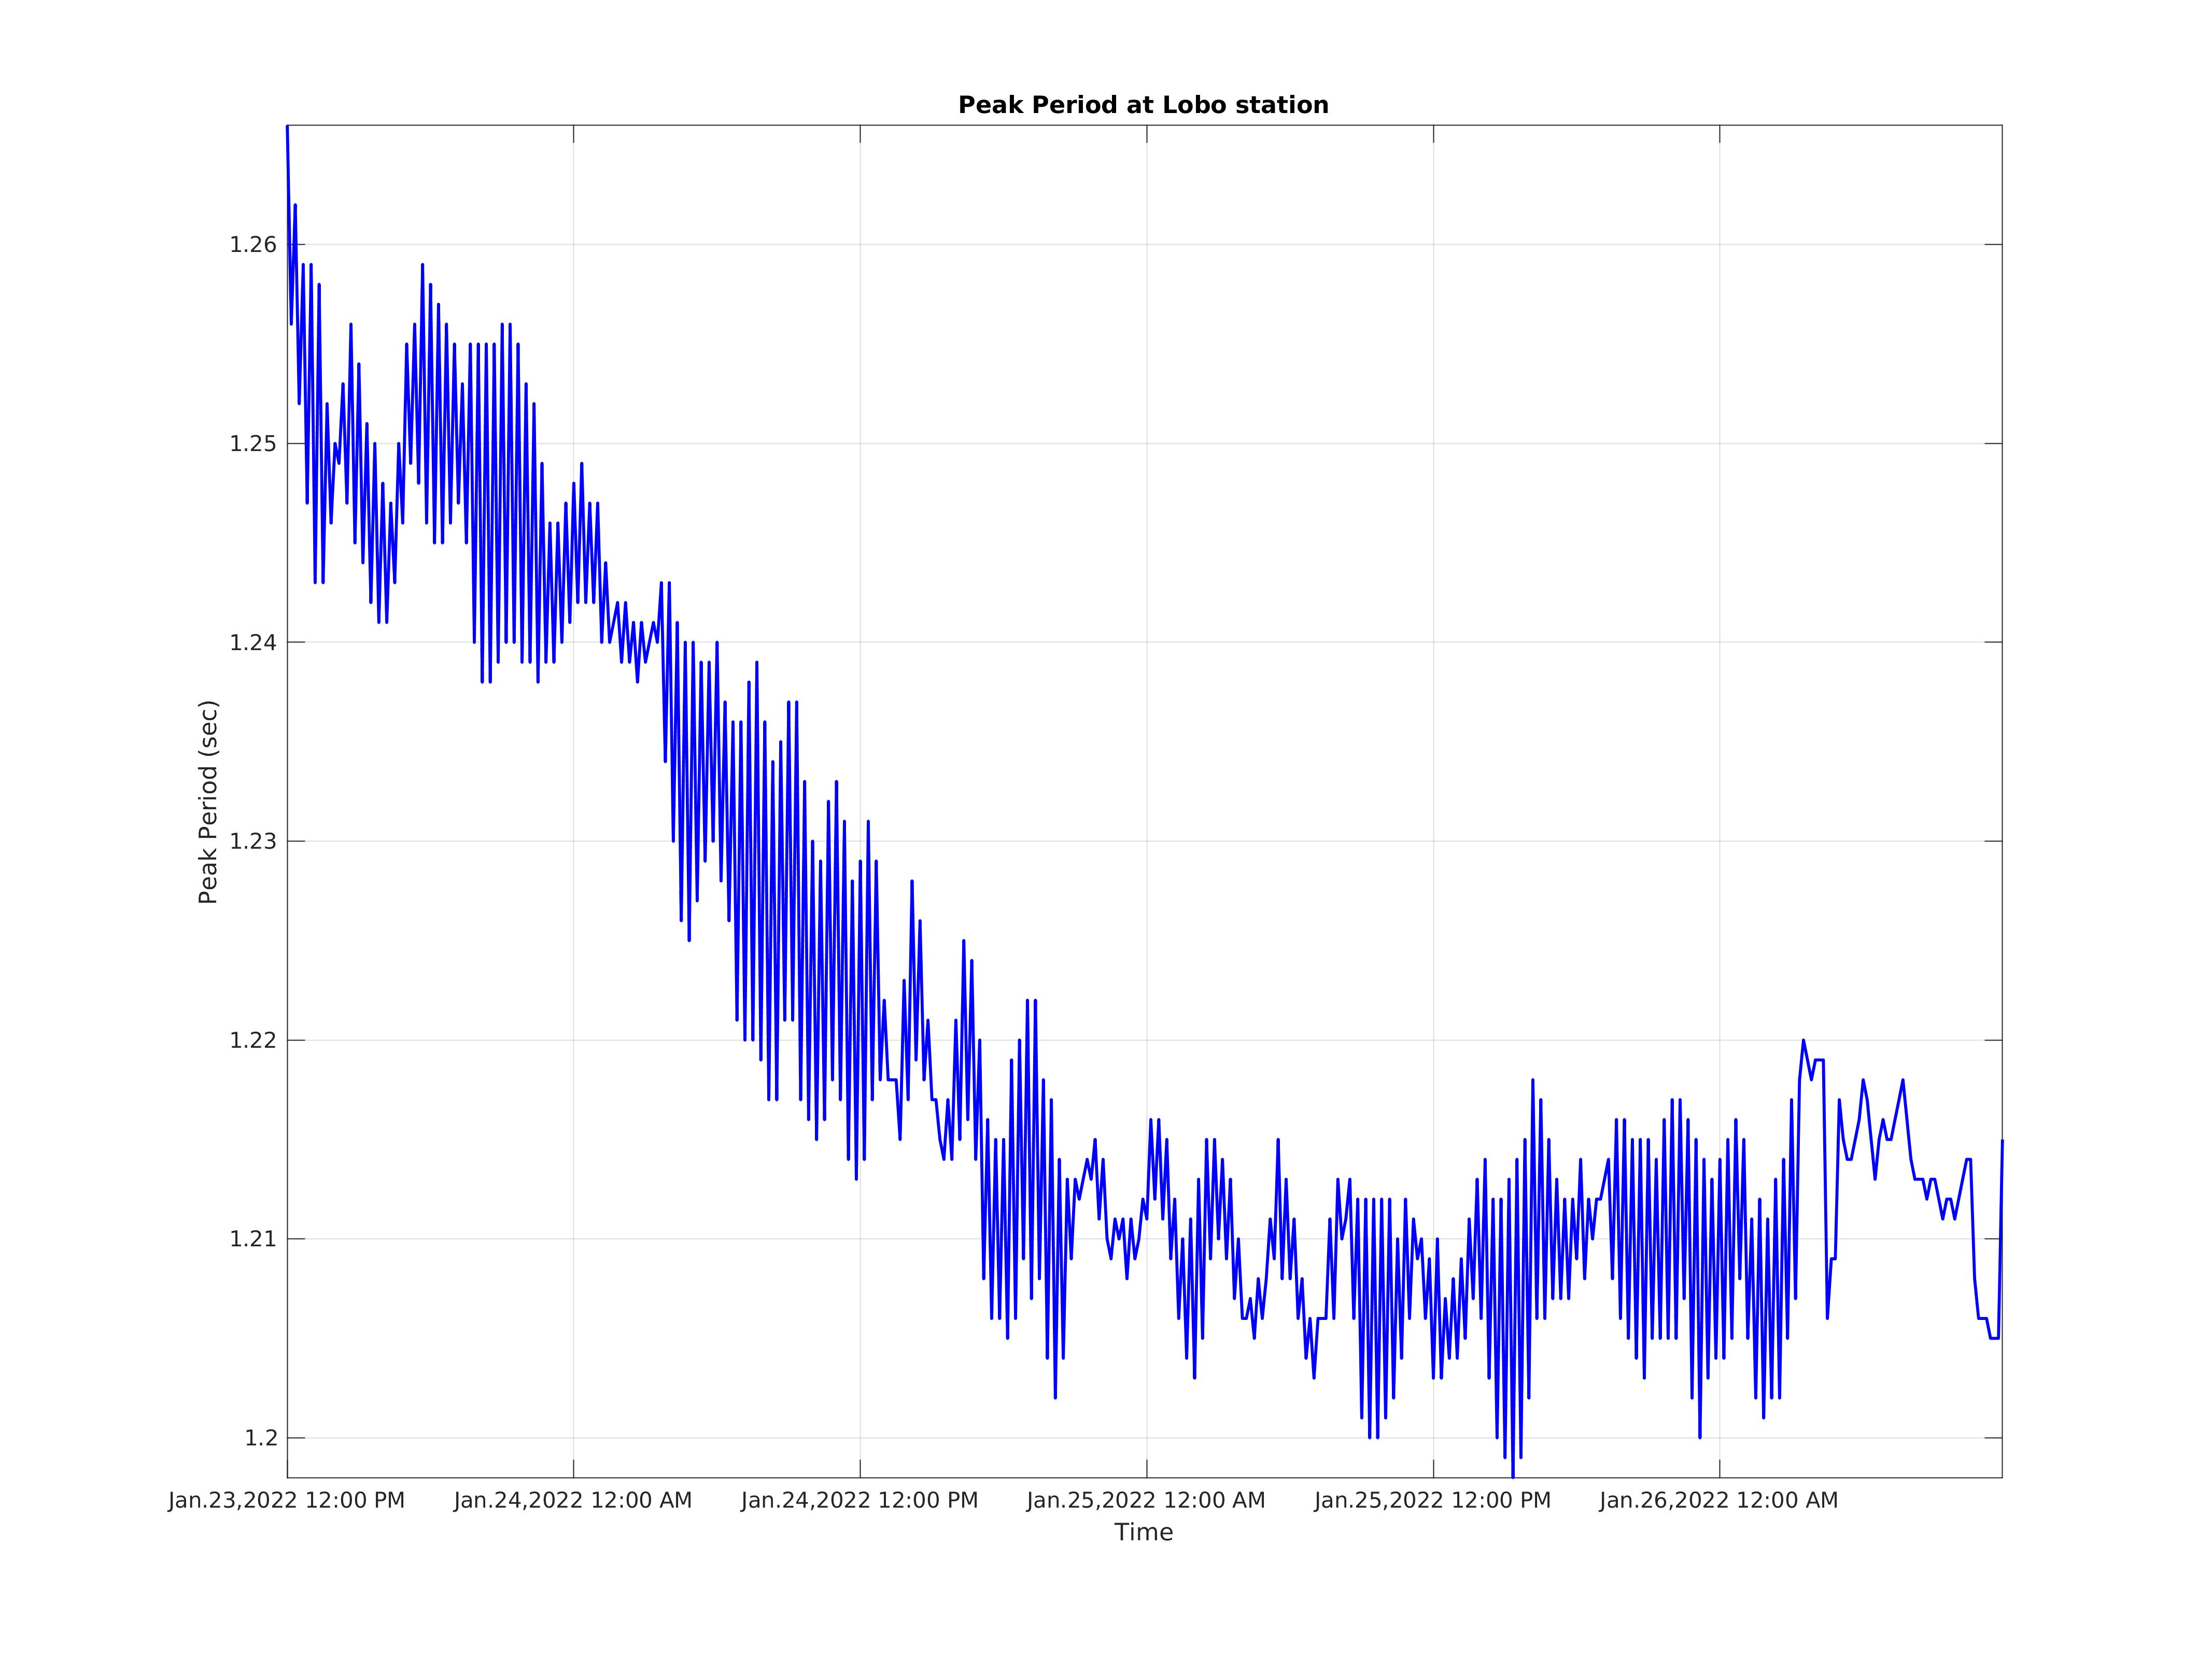 Peak Period at Lobo station
1.26
1.25
1.24
1.23
1.22
1.21
1.2
Peak Period (sec)
Jan.23,2022 12:00 PM
Jan.24,2022 12:00 AM
Jan.24,2022 12:00 PM
Jan.25,2022 12:00 AM
Jan.25,2022 12:00 PM
Jan.26,2022 12:00 AM
Time